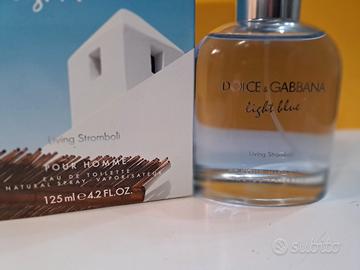 Living Stromboli
POUR HOMME
EAU DE TOILETTE
NATURAL SPRAY · VAPORISATEUR
125 ml e 4.2 FL.OZ.
DOLCE & GABBANA
light blue
Living Stromboli
subito